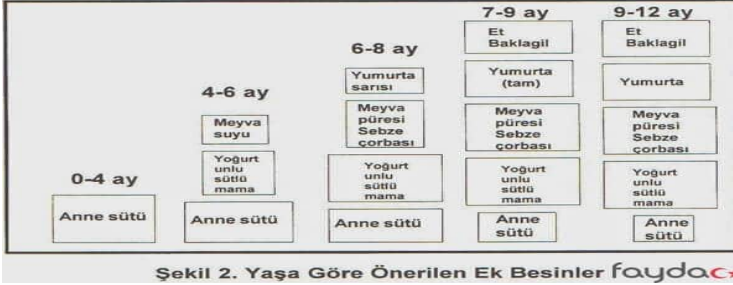 0-4 ay
Anne sütü
4-6 ay
Meyva
suyu
Yoğurt
unlu
sütlü
mama
Anne sütü
6-8 ay
Yumurta
sarısı
Meyva
püresi
Sebze
çorbası
Yoğurt
unlu
sütlü
mama
Anne sütü
7-9 ay
Et
Baklagil
Yumurta
(tam)
Meyva
püresi
Sebze
çorbası
Yoğurt
unlu
sütlü
mama
Anne
sütü
9-12 ay
Et
Baklagil
Yumurta
Meyva
püresi
Sebze
çorbası
Yoğurt
unlu
sütlü
mama
Anne
sütü
Şekil 2. Yaşa Göre Önerilen Ek Besinler
fayda